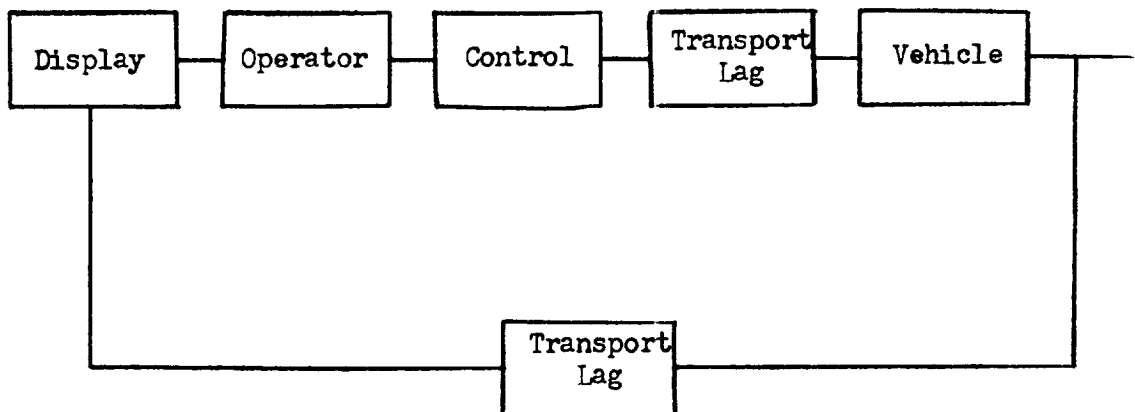 Display
Operator
Control
Transport
Lag
Vehicle
Transport
Lag